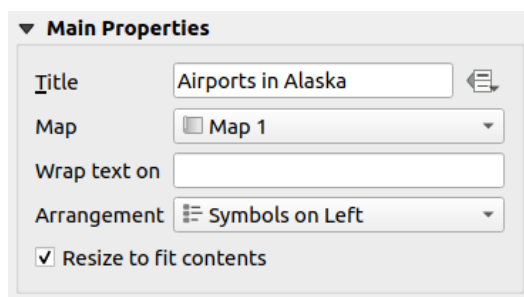 Main Properties
Title Airports in Alaska
Map Map 1
Wrap text on
Arrangement Symbols on Left
Resize to fit contents